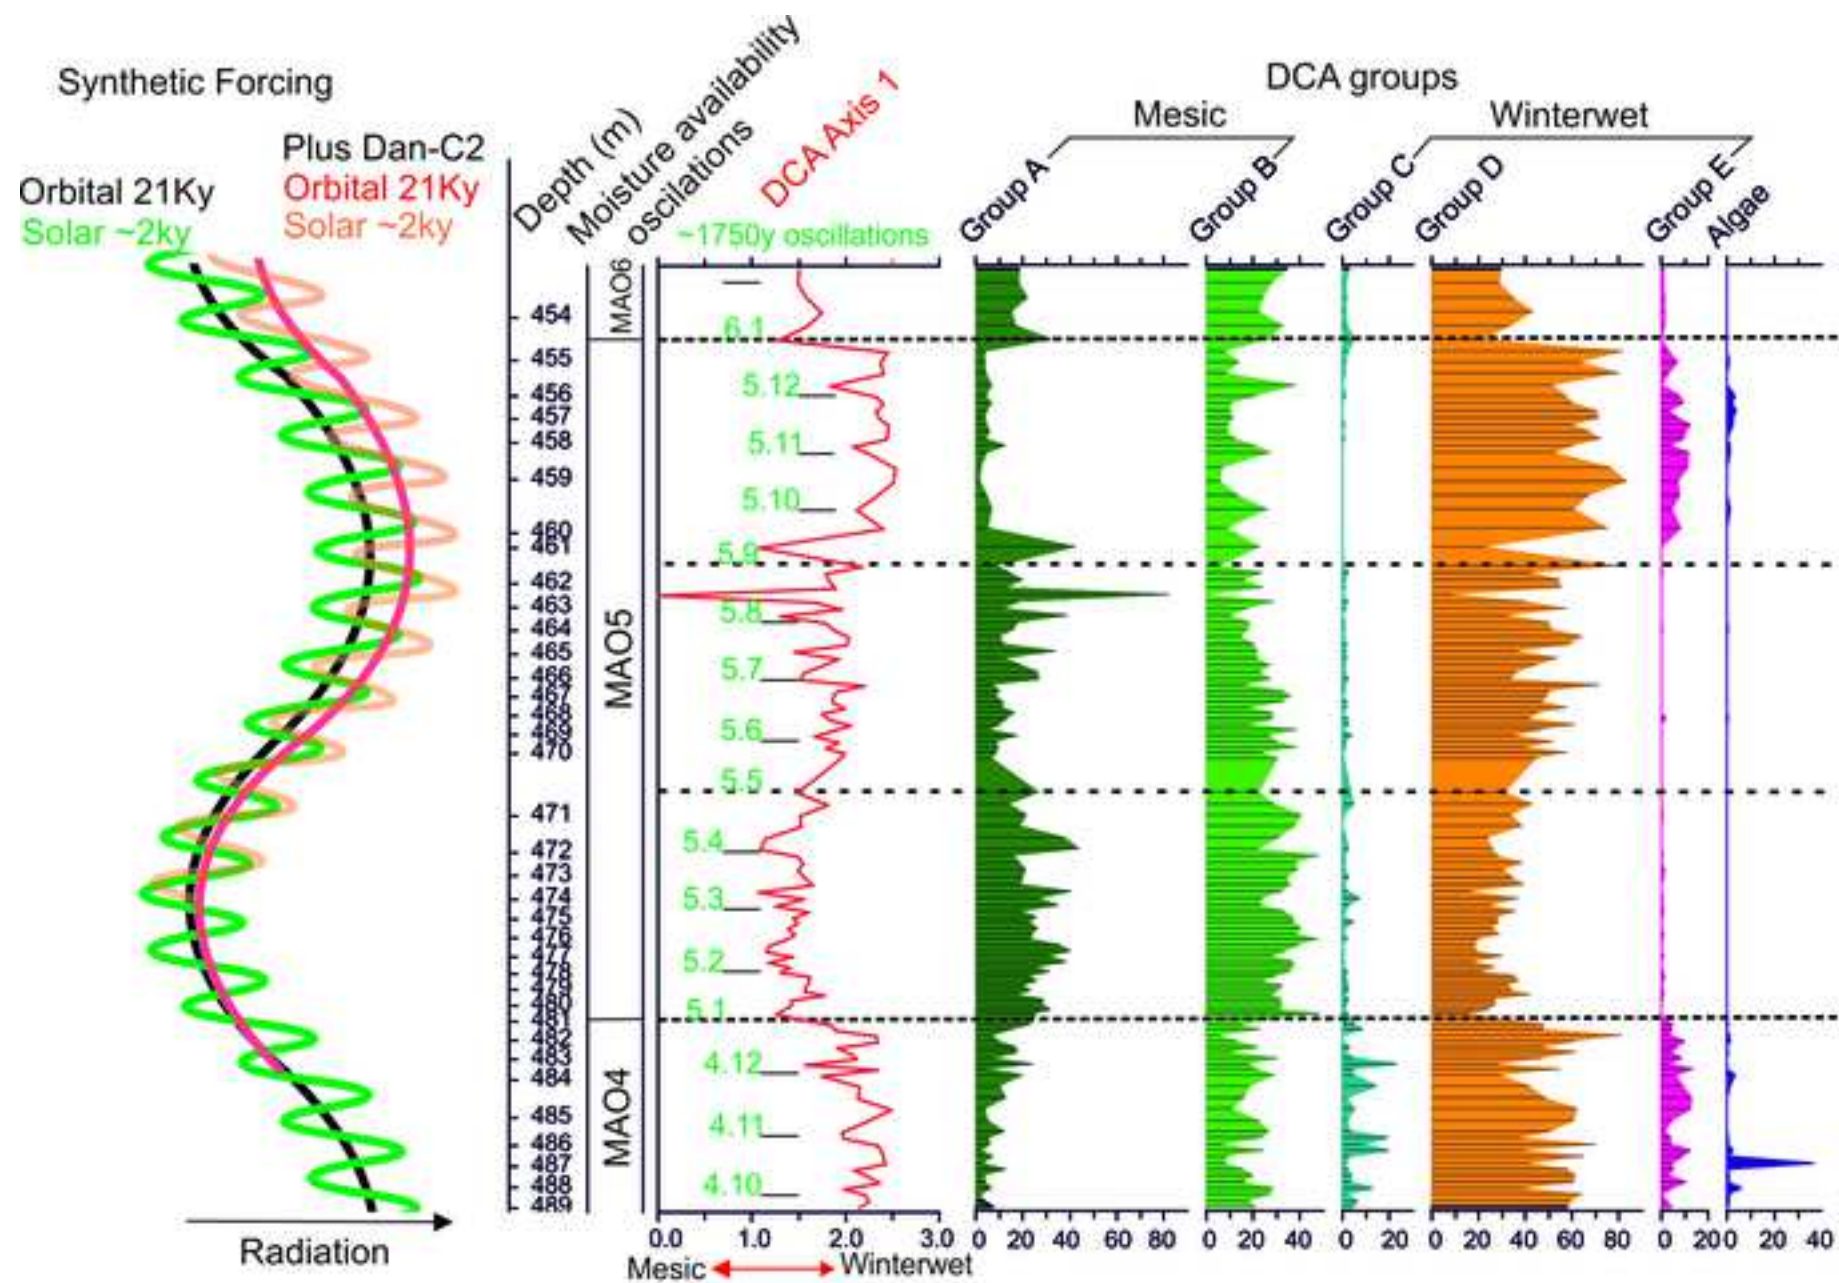 Synthetic Forcing
Plus Dan-C2
Orbital 21Ky
Orbital 21Ky
Solar ~2ky
Solar ~2ky
Depth (m)
Moisture availability
oscilations
DCA Axis 1
~1750y oscillations
DCA groups
Mesic
Winterwet
Group A
Group B
Group C
Group D
Group E
Algae
454
455
456
457
458
459
460
461
462
463
464
465
466
467
468
469
470
471
472
473
474
475
476
477
478
479
480
481
482
483
484
485
486
487
488
489
MAO6
MAO5
MAO4
6.1
5.12
5.11
5.10
5.9
5.8
5.7
5.6
5.5
5.4
5.3
5.2
5.1
4.12
4.11
4.10
0.0 1.0 2.0 3.0
0 20 40 60 80
0 20 40
0 20
0 20 40 60 80
0 20
0 20 40
Mesic
Winterwet
Radiation